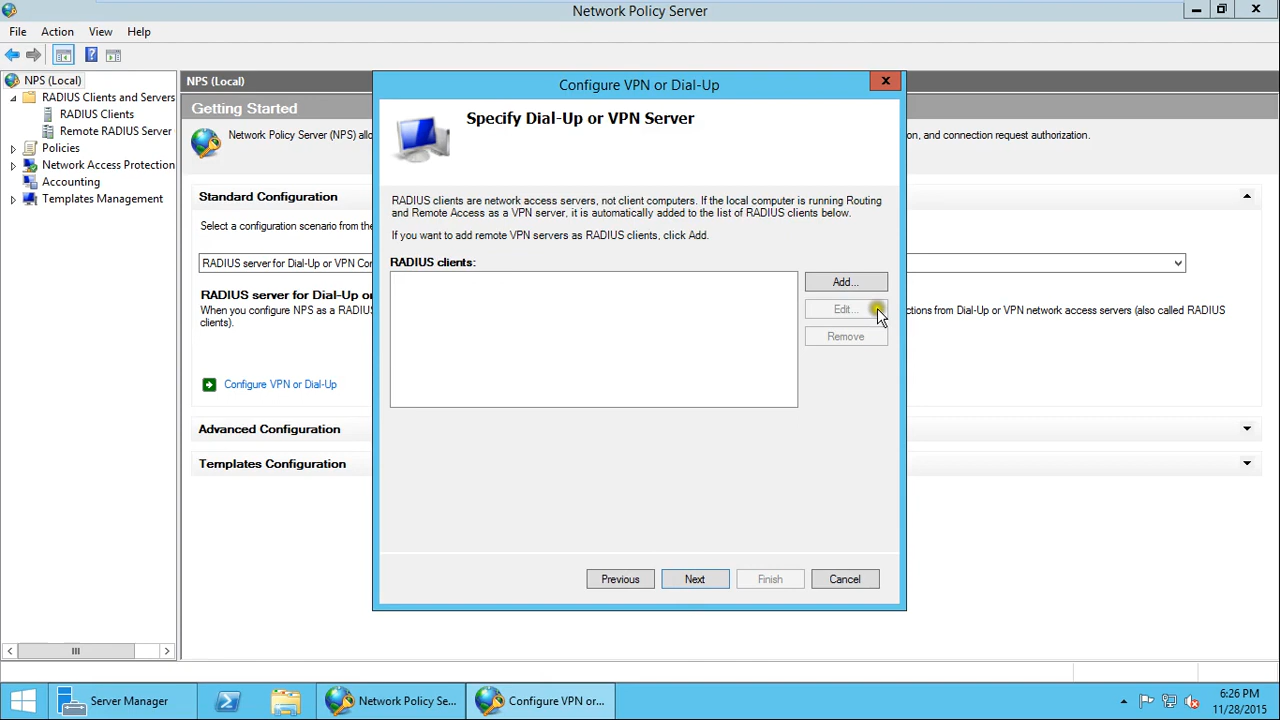 Network Policy Server
File Action View Help
NPS (Local)
RADIUS Clients and Servers
RADIUS Clients
Remote RADIUS Server
Policies
Network Access Protection
Accounting
Templates Management
NPS (Local)
Getting Started
Network Policy Server (NPS) allo
on, and connection request authorization.
Standard Configuration
Select a configuration scenario from the
RADIUS server for Dial-Up or VPN Con
RADIUS server for Dial-Up or
When you configure NPS as a RADIUS
ctions from Dial-Up or VPN network access servers (also called RADIUS
clients).
Configure VPN or Dial-Up
Advanced Configuration
Templates Configuration
Configure VPN or Dial-Up
Specify Dial-Up or VPN Server
RADIUS clients are network access servers, not client computers. If the local computer is running Routing
and Remote Access as a VPN server, it is automatically added to the list of RADIUS clients below.
If you want to add remote VPN servers as RADIUS clients, click Add.
RADIUS clients:
Add...
Edit...
Remove
Previous Next Finish Cancel
Server Manager
Network Policy Se...
Configure VPN or...
6:26 PM
11/28/2015